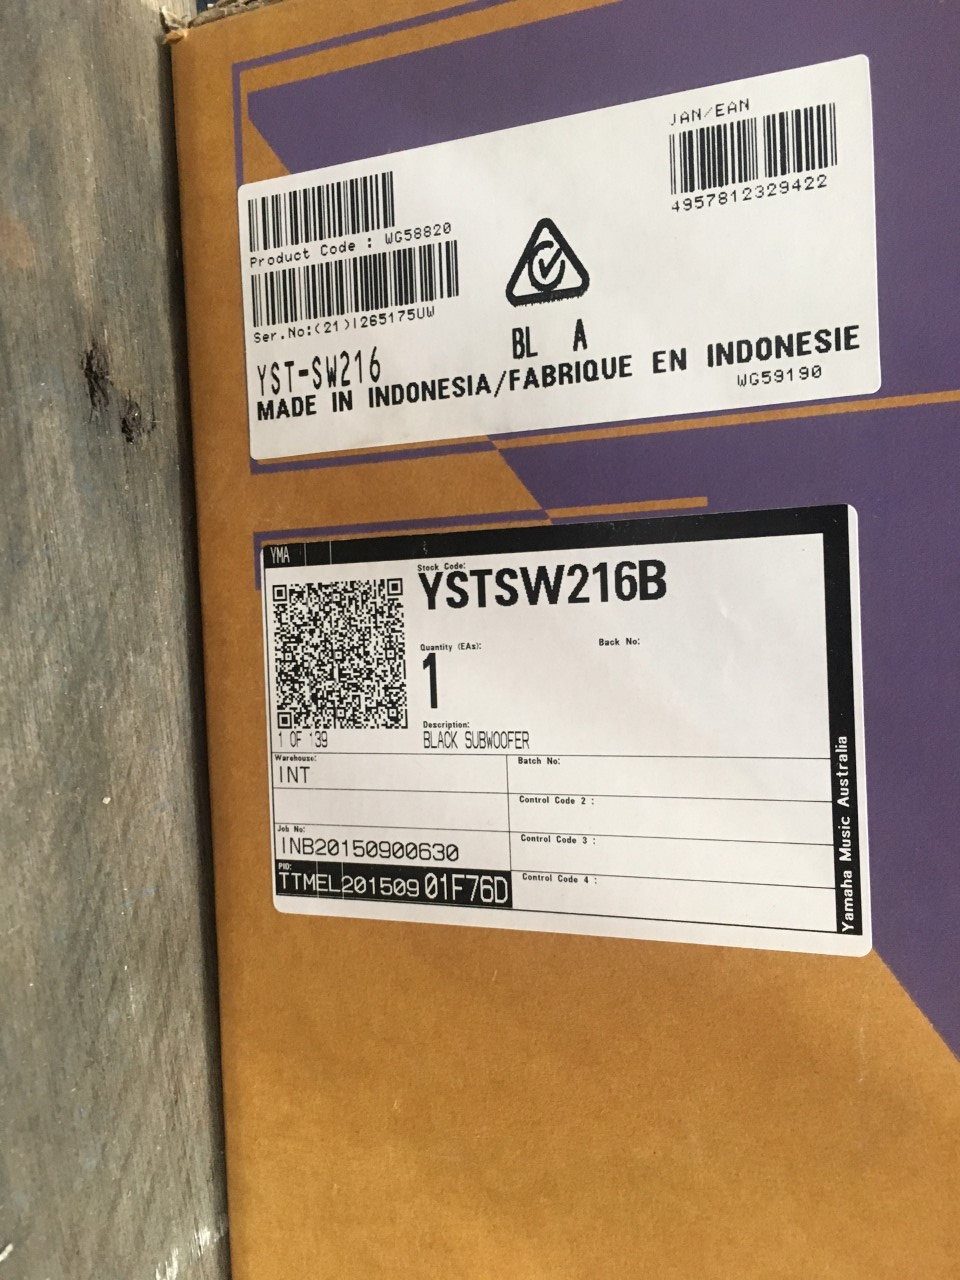 JAN/EAN
4957812329422
Product Code : WG58820
Ser.No:(21)I265175UW
BL A
YST-SW216
MADE IN INDONESIA/FABRIQUE EN INDONESIE
WG59190
YMA
Stock Code:
YSTSW216B
Quantity (EAs):
Back No:
1
Description:
BLACK SUBWOOFER
1 OF 139
Warehouse:
INT
Batch No:
Control Code 2 :
Job No:
INB20150900630
Control Code 3 :
PID:
TTMEL201509 01F76D
Control Code 4 :
Yamaha Music Australia